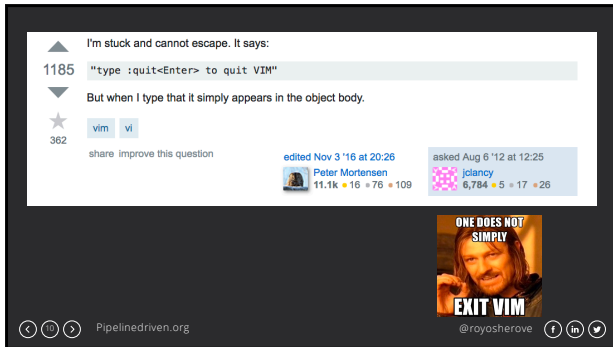 I'm stuck and cannot escape. It says:
1185
"type :quit<Enter> to quit VIM"
But when I type that it simply appears in the object body.
362
vim vi
share improve this question
edited Nov 3 '16 at 20:26
Peter Mortensen
11.1k 16 76 109
asked Aug 6 '12 at 12:25
jclancy
6,784 5 17 26
ONE DOES NOT
SIMPLY
EXIT VIM
10
Pipelinedriven.org
@royosherove
f in